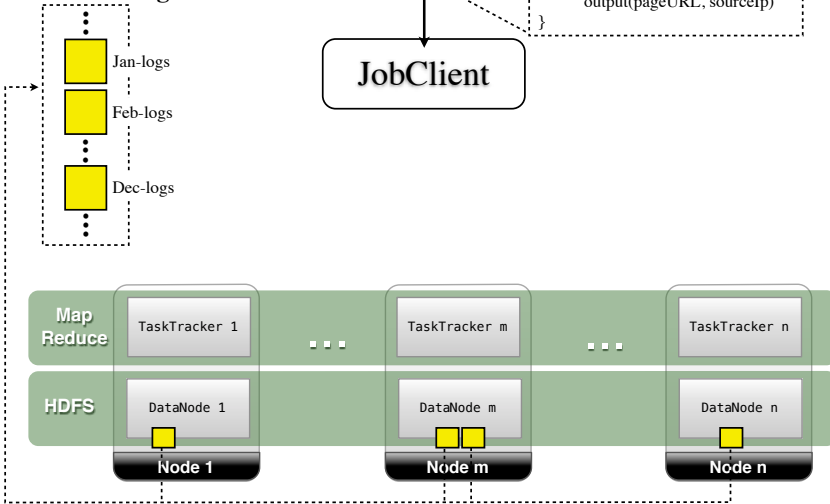 output(pageURL, sourceIp)
}
Jan-logs
JobClient
Feb-logs
Dec-logs
Map
Reduce
TaskTracker 1
...
TaskTracker m
...
TaskTracker n
HDFS
DataNode 1
DataNode m
DataNode n
Node 1
Node m
Node n